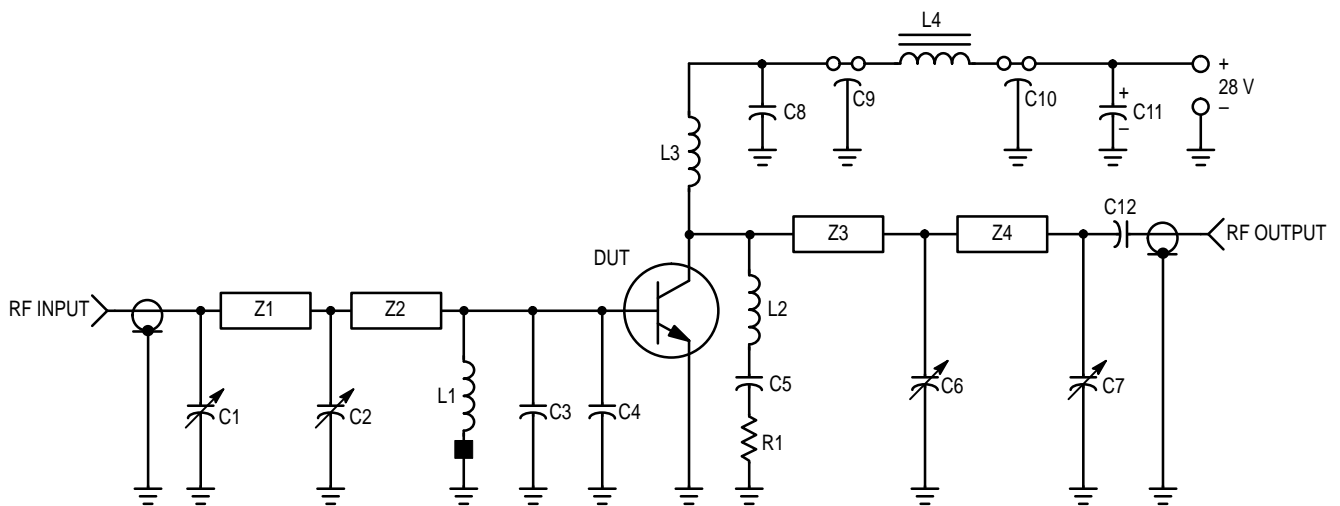 L4
+
28 V
–
C8
C9
C10
+
C11
–
L3
C12
RF OUTPUT
Z3
Z4
DUT
RF INPUT
Z1
Z2
L2
L1
C5
C6
C7
C1
C2
C3
C4
R1